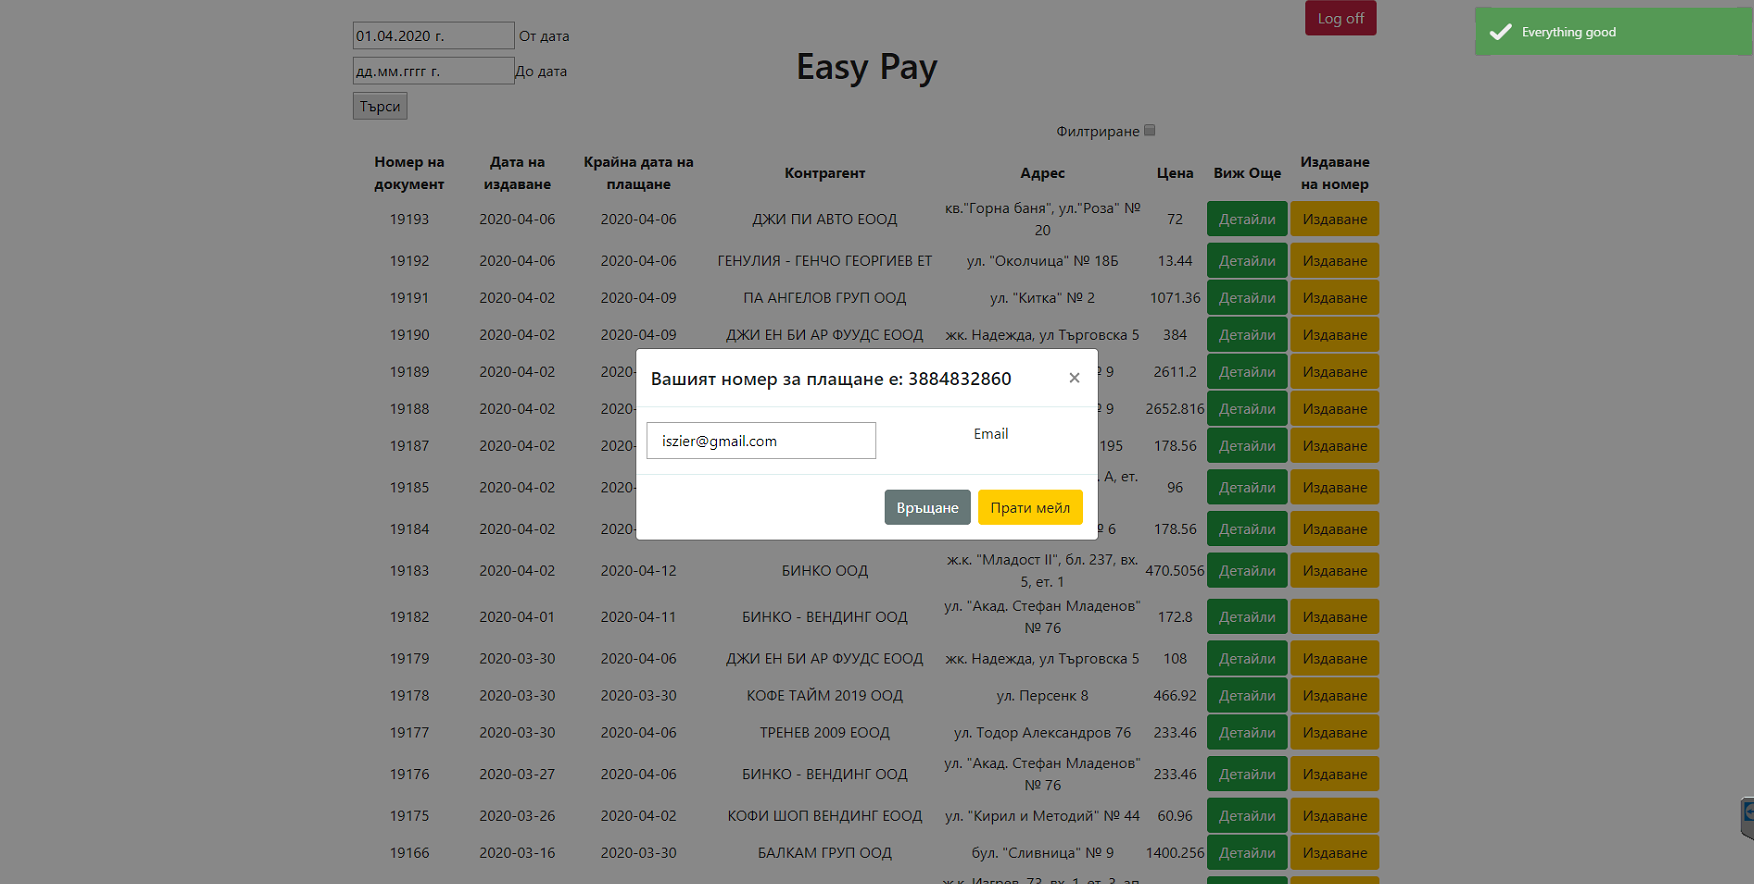 01.04.2020 г. От дата
Log off
Everything good
дд.мм.гггг г. До дата
Easy Pay
Търси
Филтриране
Номер на документ Дата на издаване Крайна дата на плащане Контрагент Адрес Цена Виж Още Издаване на номер
19193 2020-04-06 2020-04-06 ДЖИ ПИ АВТО ЕООД кв."Горна баня", ул."Роза" № 20 72 Детайли Издаване
19192 2020-04-06 2020-04-06 ГЕНУЛИЯ - ГЕНЧО ГЕОРГИЕВ ЕТ ул. "Околчица" № 18Б 13.44 Детайли Издаване
19191 2020-04-02 2020-04-09 ПА АНГЕЛОВ ГРУП ООД ул. "Китка" № 2 1071.36 Детайли Издаване
19190 2020-04-02 2020-04-09 ДЖИ ЕН БИ АР ФУУДС ЕООД жк. Надежда, ул Търговска 5 384 Детайли Издаване
19189 2020-04-02 2020- № 9 2611.2 Детайли Издаване
19188 2020-04-02 2020- № 9 2652.816 Детайли Издаване
19187 2020-04-02 2020- 195 178.56 Детайли Издаване
19185 2020-04-02 2020- . А, ет. 96 Детайли Издаване
19184 2020-04-02 2020- № 6 178.56 Детайли Издаване
Вашият номер за плащане е: 3884832860 ×
iszier@gmail.com Email
Връщане Прати мейл
19183 2020-04-02 2020-04-12 БИНКО ООД ж.к. "Младост II", бл. 237, вх. 5, ет. 1 470.5056 Детайли Издаване
19182 2020-04-01 2020-04-11 БИНКО - ВЕНДИНГ ООД ул. "Акад. Стефан Младенов" № 76 172.8 Детайли Издаване
19179 2020-03-30 2020-04-06 ДЖИ ЕН БИ АР ФУУДС ЕООД жк. Надежда, ул Търговска 5 108 Детайли Издаване
19178 2020-03-30 2020-03-30 КОФЕ ТАЙМ 2019 ООД ул. Персенк 8 466.92 Детайли Издаване
19177 2020-03-30 2020-04-06 ТРЕНЕВ 2009 ЕООД ул. Тодор Александров 76 233.46 Детайли Издаване
19176 2020-03-27 2020-04-06 БИНКО - ВЕНДИНГ ООД ул. "Акад. Стефан Младенов" № 76 233.46 Детайли Издаване
19175 2020-03-26 2020-04-02 КОФИ ШОП ВЕНДИНГ ЕООД ул. "Кирил и Методий" № 44 60.96 Детайли Издаване
19166 2020-03-16 2020-03-30 БАЛКАМ ГРУП ООД бул. "Сливница" № 9 1400.256 Детайли Издаване